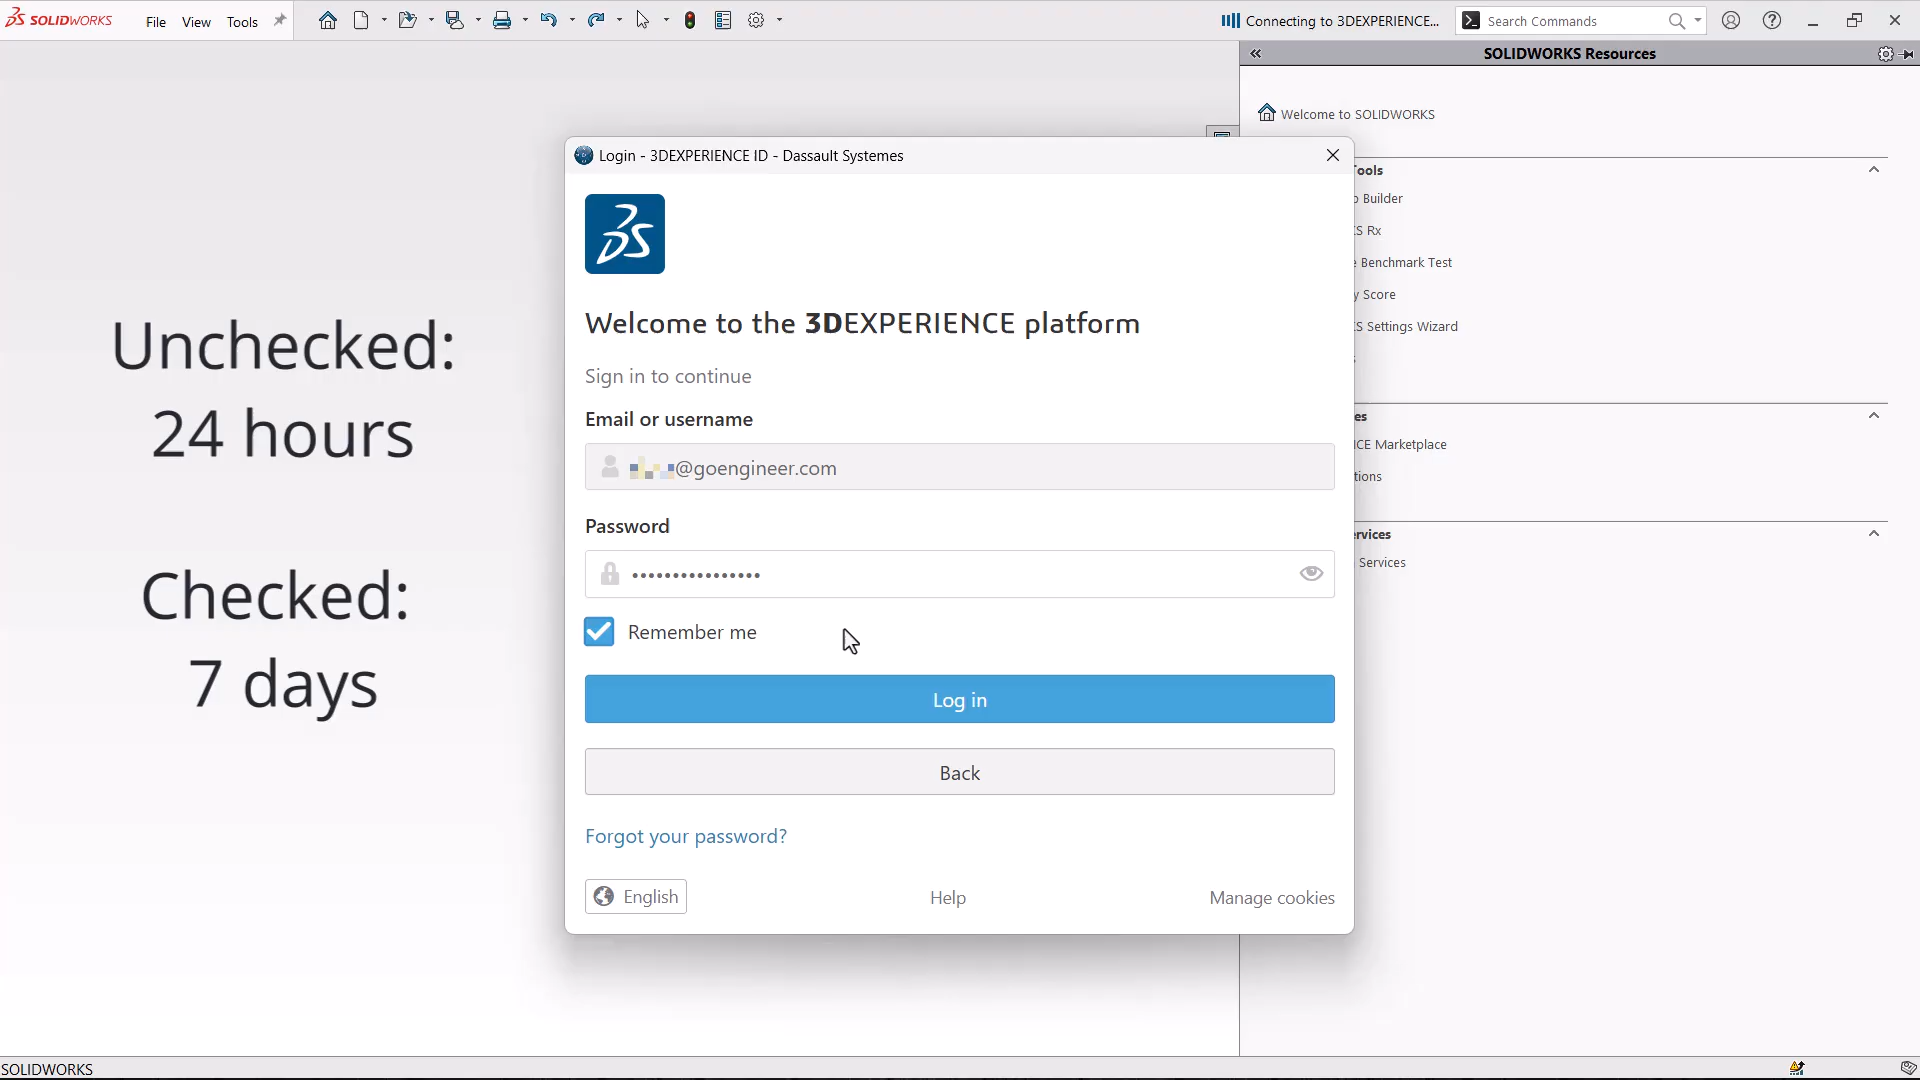 SOLIDWORKS
File
View
Tools
Connecting to 3DEXPERIENCE...
Search Commands
SOLIDWORKS Resources
Welcome to SOLIDWORKS
Login - 3DEXPERIENCE ID - Dassault Systemes
Tools
Builder
Rx
Benchmark Test
Score
Settings Wizard
Marketplace
Services
Welcome to the 3DEXPERIENCE platform
Sign in to continue
Email or username
@goengineer.com
Password
Remember me
Log in
Back
Forgot your password?
English
Help
Manage cookies
Unchecked:
24 hours
Checked:
7 days
SOLIDWORKS